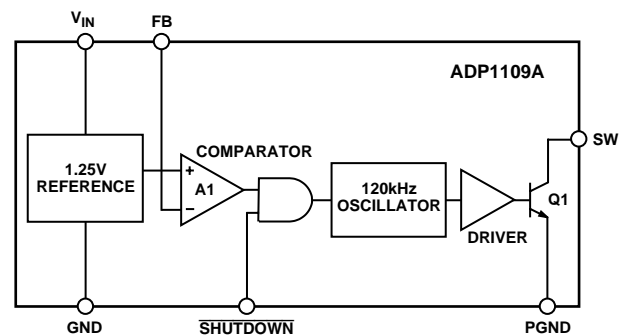 VIN FB
ADP1109A
SW
COMPARATOR
1.25V
REFERENCE
+
A1
−
120kHz
OSCILLATOR
Q1
DRIVER
GND SHUTDOWN PGND